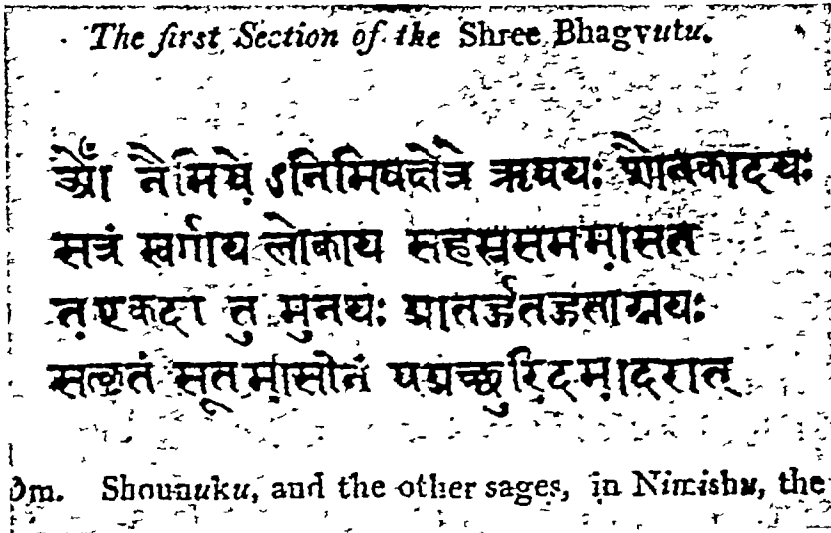 The first Section of the Shree Bhagvutu.
ओँ नैमिषे ऽनिमिषक्षेत्रे ऋषयः शौनकादयः
सत्रं स्वर्गाय लोकाय सहस्रसममासत
त एकदा तु मुनयः प्रातर्हुतहुताग्नयः
सत्कृतं सूतमासीनं पप्रच्छुरिदमादरात्
Om. Shounuku, and the other sages, in Nimishu, the